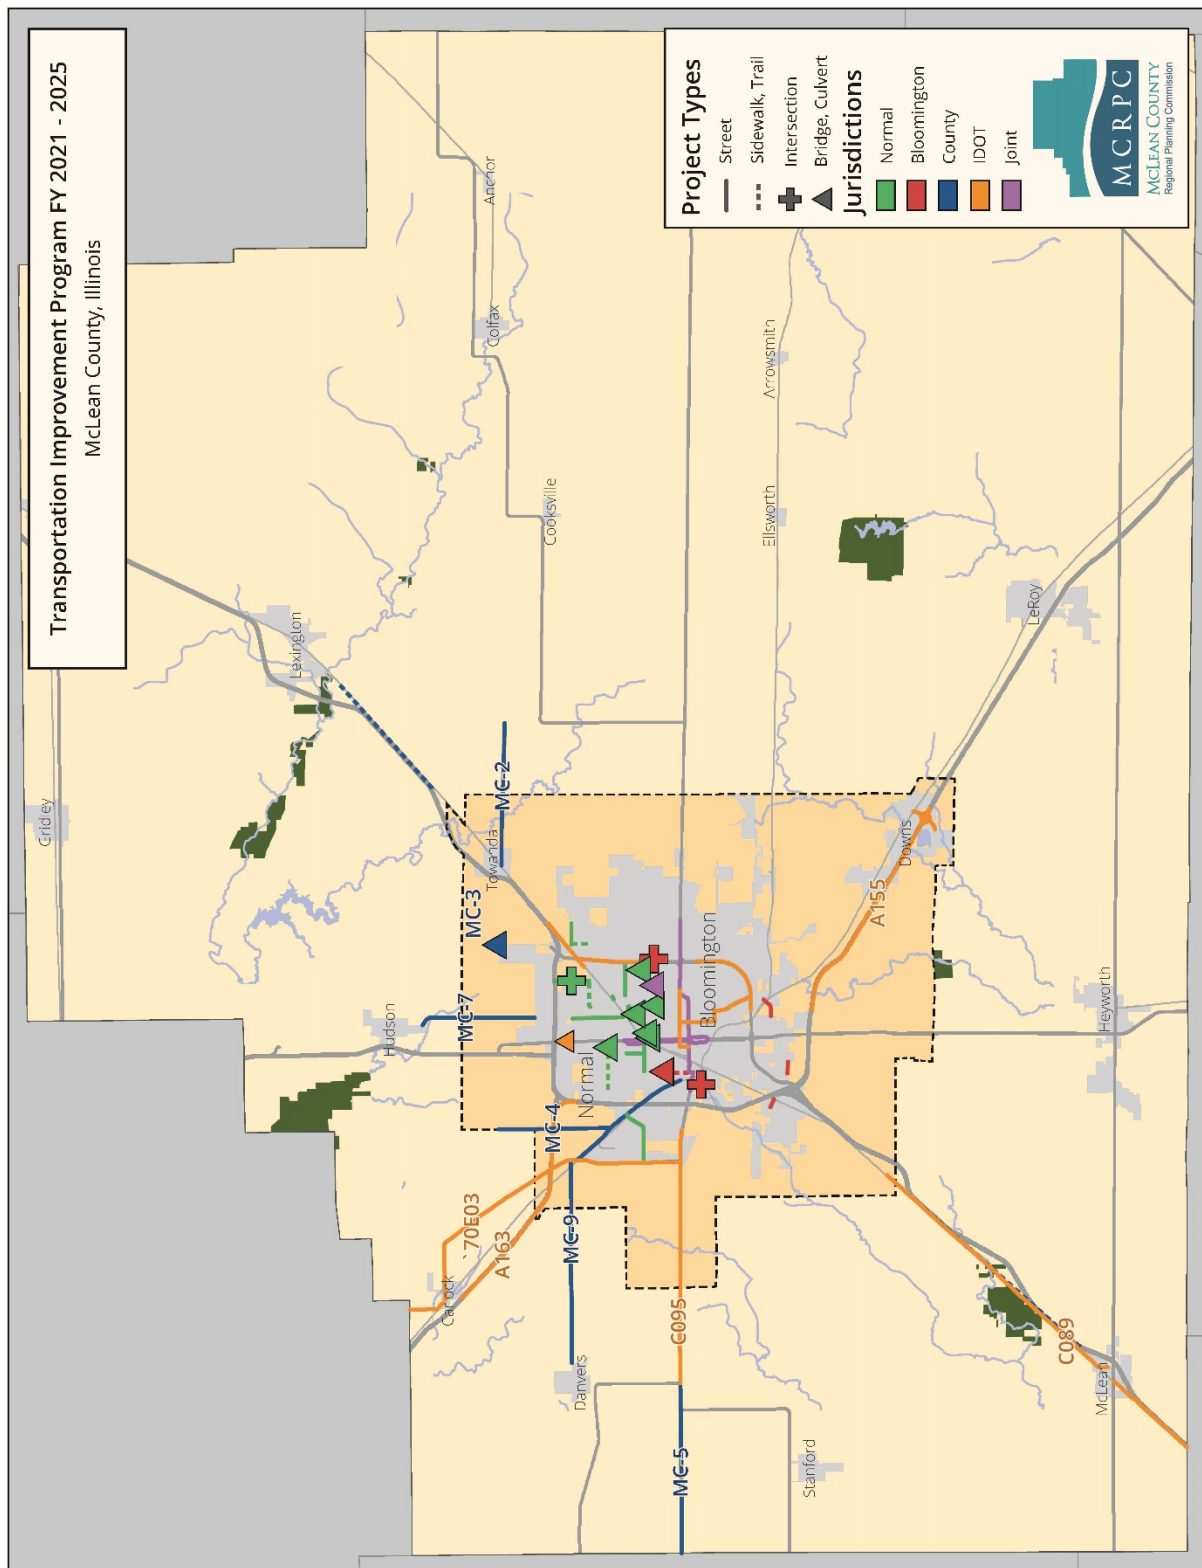 Transportation Improvement Program FY 2021 - 2025
McLean County, Illinois
Gridley
Lexington
Anchor
Colfax
Cooksville
Hudson
MC-7
MC-3
Towanda
MC-2
`70E03
A163
Carlock
MC-4
MC-9
Danvers
Normal
Bloomington
C095
MC-5
Stanford
Ellsworth
Arrowsmith
A155
Downs
LeRoy
Heyworth
C089
McLean
Project Types
Street
Sidewalk, Trail
Intersection
Bridge, Culvert
Jurisdictions
Normal
Bloomington
County
IDOT
Joint
MCRPC
MCLEAN COUNTY
Regional Planning Commission